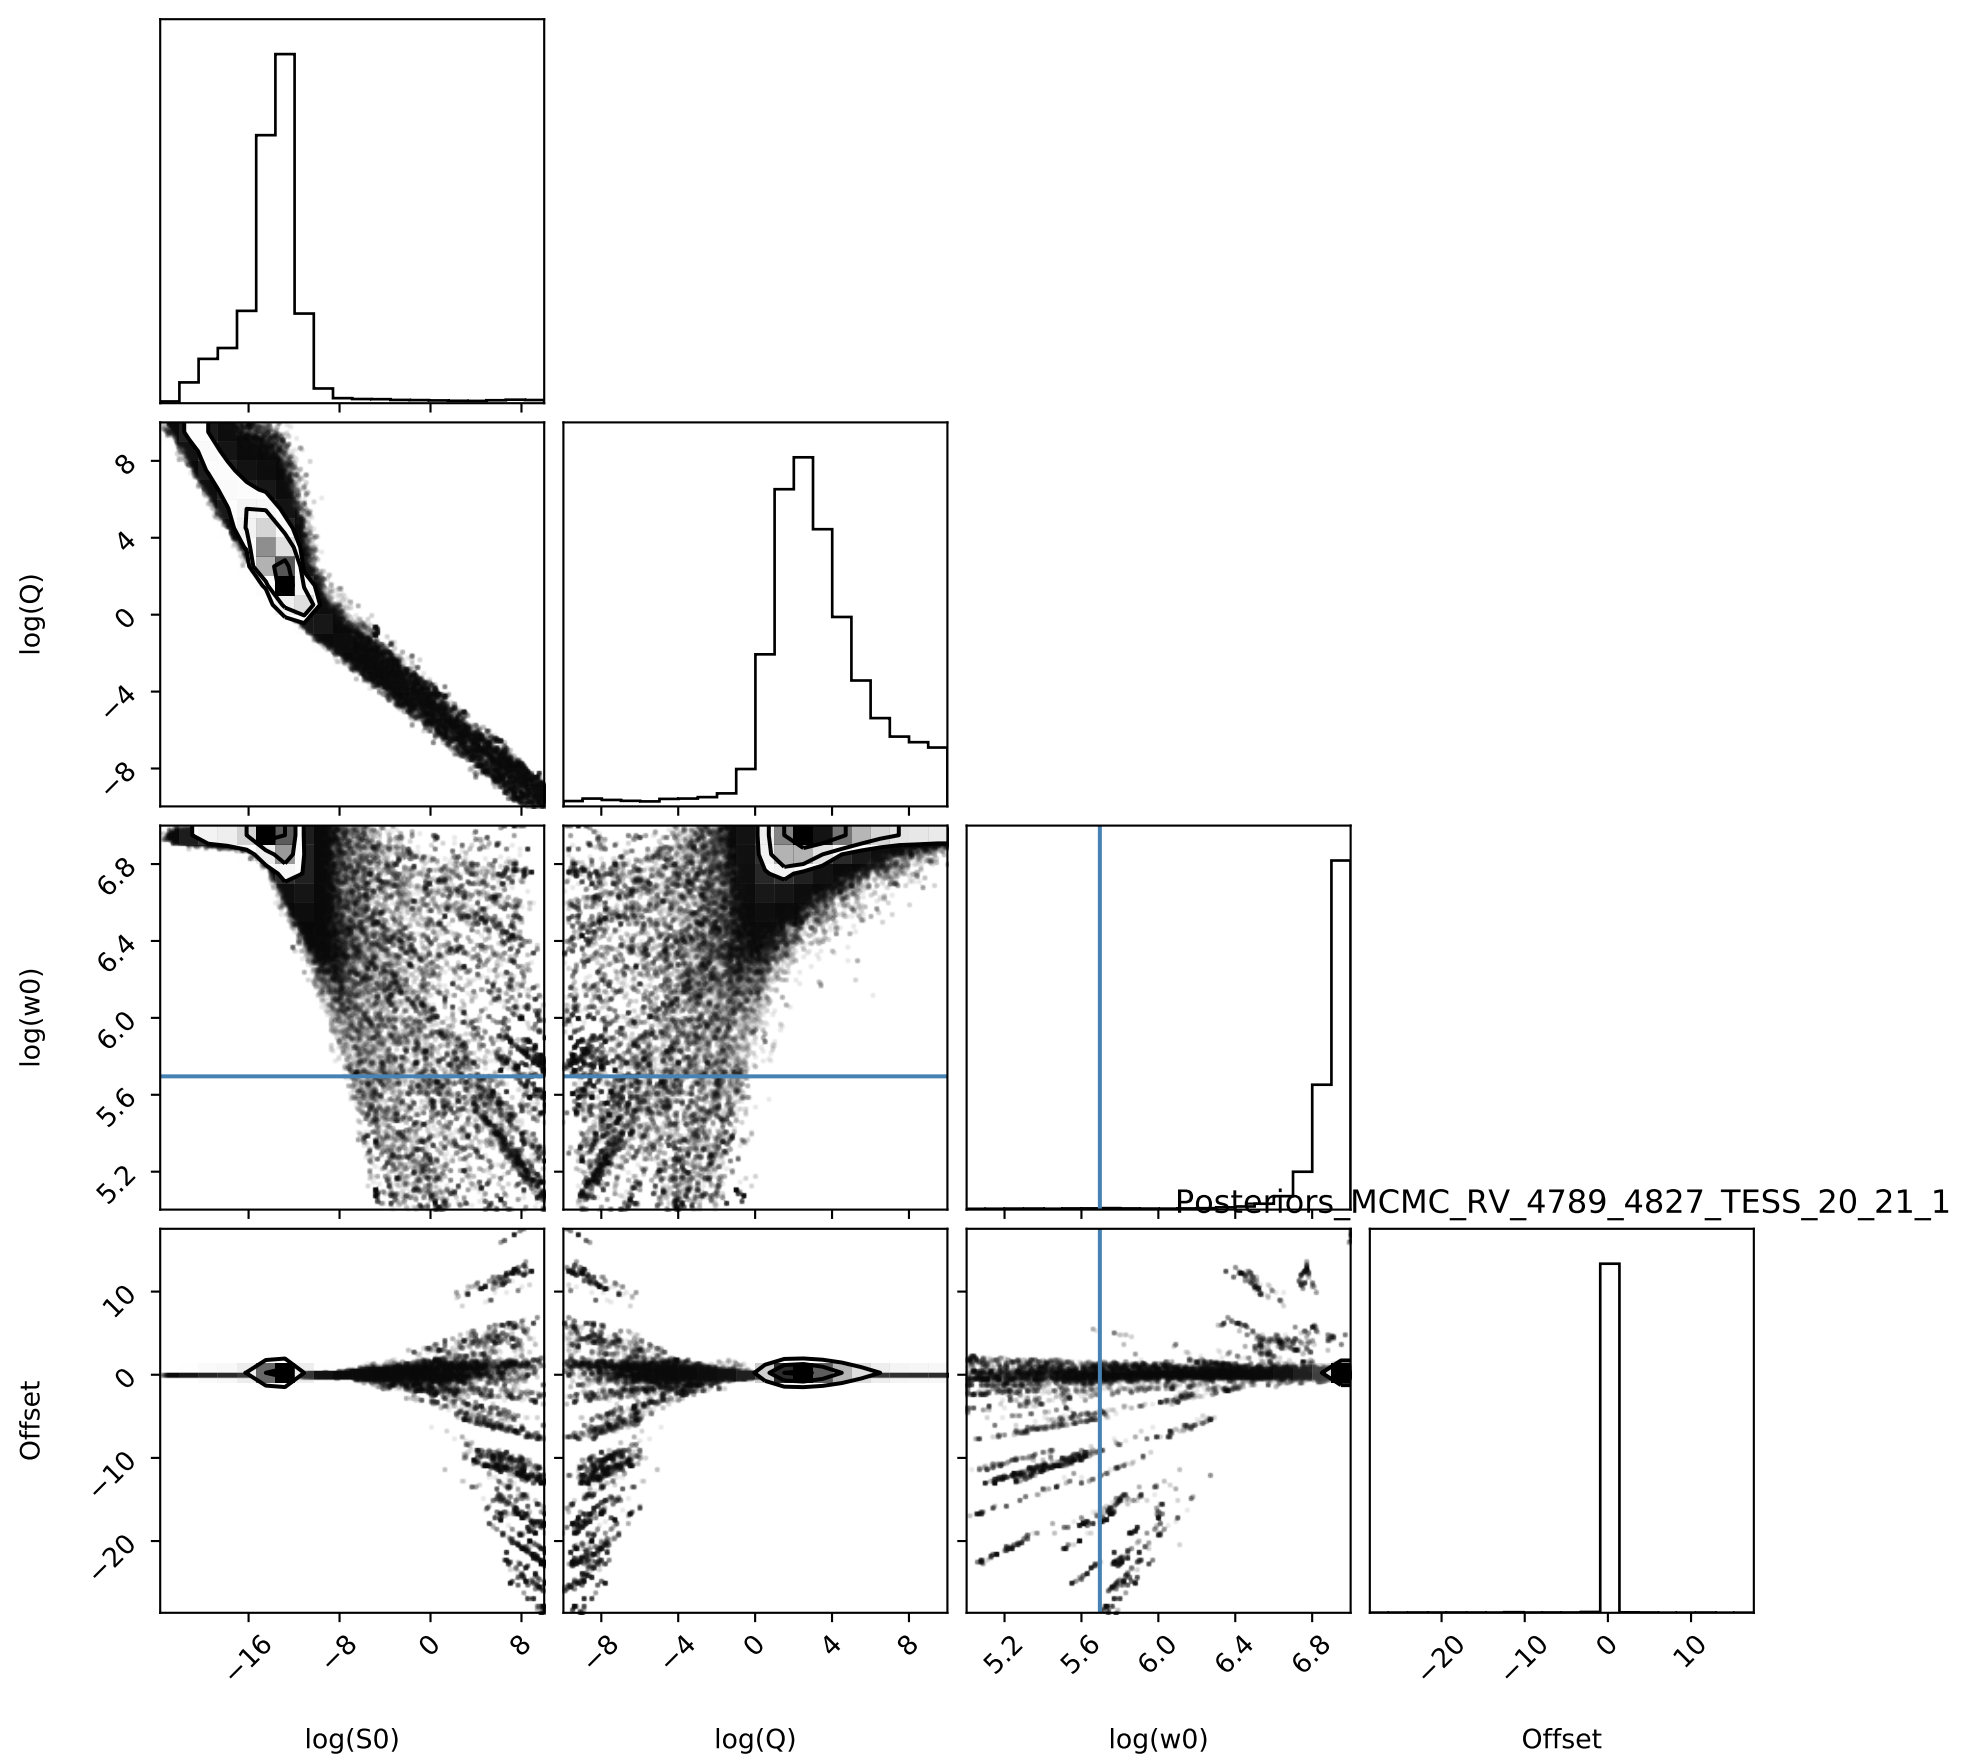 8
4
0
−4
−8
log(Q)
6.8
6.4
6.0
5.6
5.2
log(w0)
Posteriors_MCMC_RV_4789_4827_TESS_20_21_1
10
0
−10
−20
Offset
−16 −8 0 8 −8 −4 0 4 8 5.2 5.6 6.0 6.4 6.8 −20 −10 0 10
log(S0) log(Q) log(w0) Offset